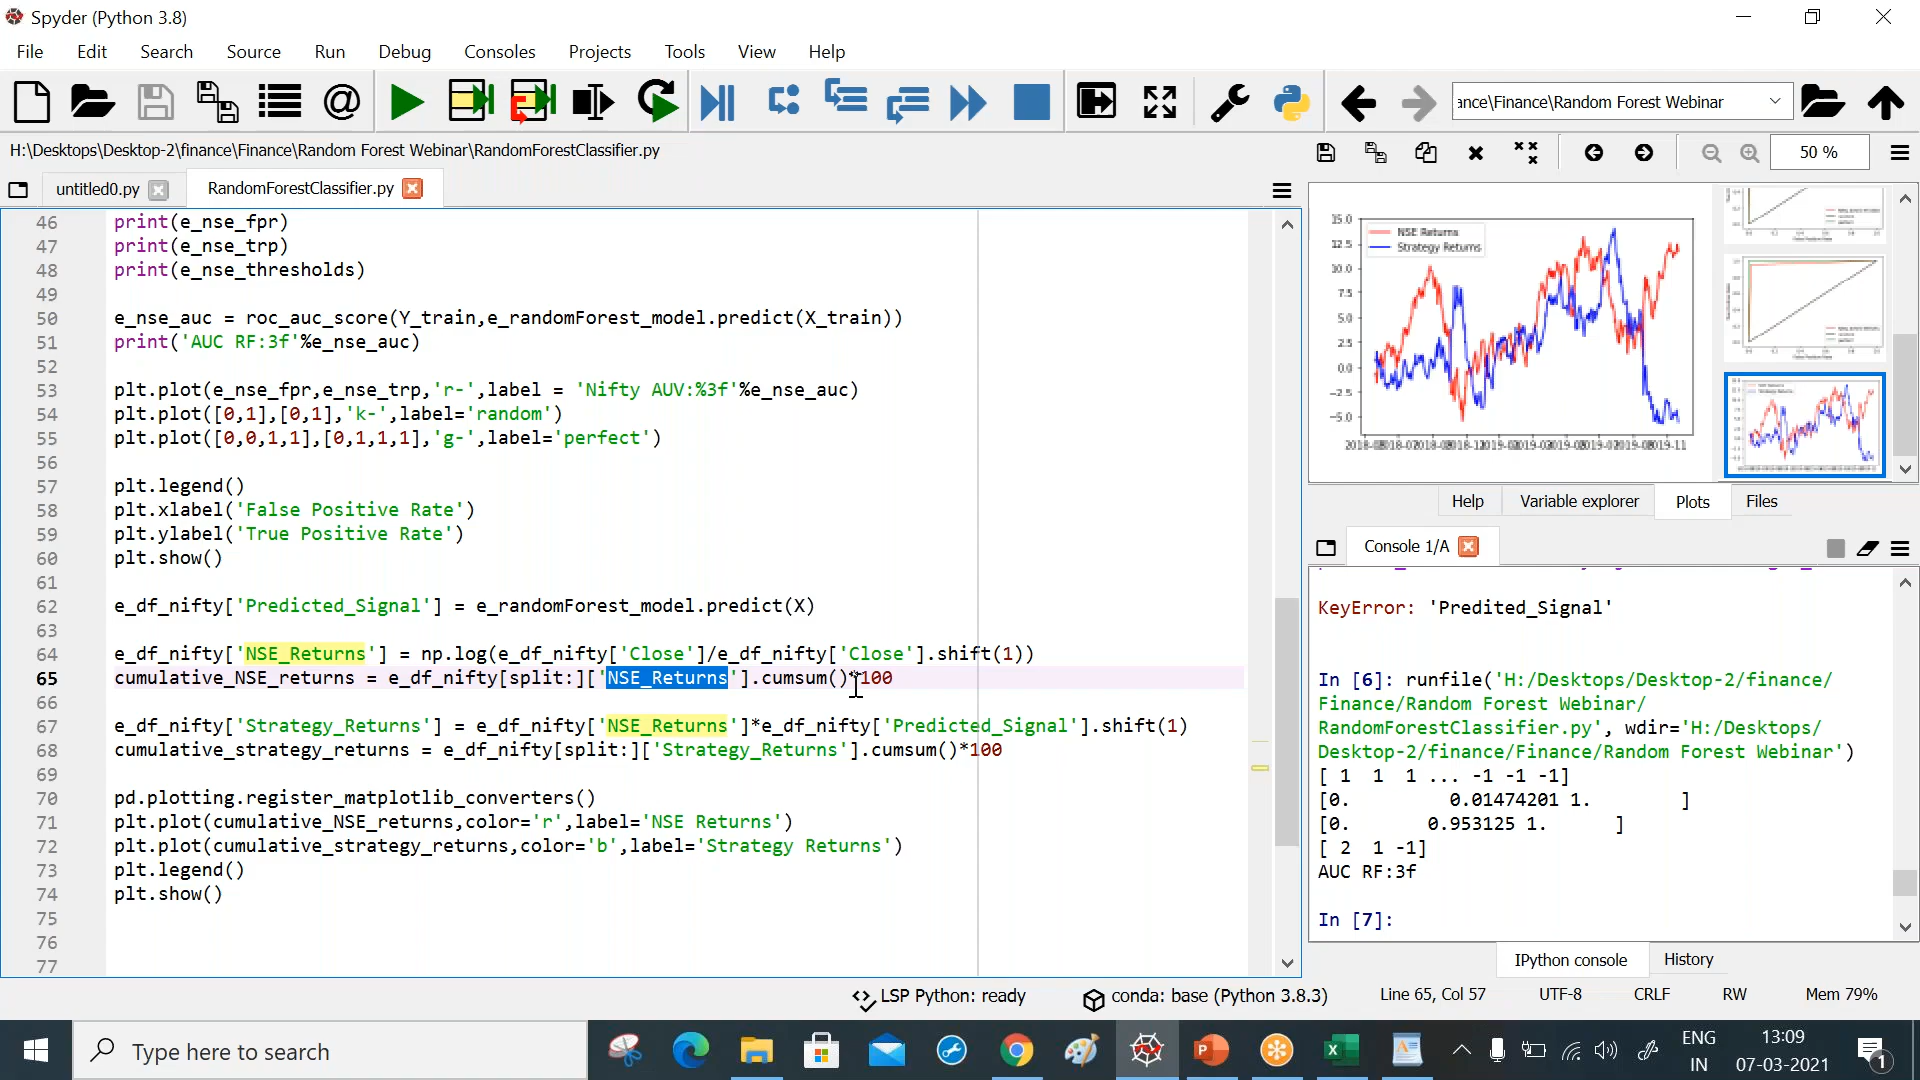 Spyder (Python 3.8)
File Edit Search Source Run Debug Consoles Projects Tools View Help
ance\Finance\Random Forest Webinar
H:\Desktops\Desktop-2\finance\Finance\Random Forest Webinar\RandomForestClassifier.py
50 %
untitled0.py RandomForestClassifier.py
46 print(e_nse_fpr)
47 print(e_nse_trp)
48 print(e_nse_thresholds)
49
50 e_nse_auc = roc_auc_score(Y_train,e_randomForest_model.predict(X_train))
51 print('AUC RF:3f'%e_nse_auc)
52
53 plt.plot(e_nse_fpr,e_nse_trp,'r-',label = 'Nifty AUV:%3f'%e_nse_auc)
54 plt.plot([0,1],[0,1],'k-',label='random')
55 plt.plot([0,0,1,1],[0,1,1,1],'g-',label='perfect')
56
57 plt.legend()
58 plt.xlabel('False Positive Rate')
59 plt.ylabel('True Positive Rate')
60 plt.show()
61
62 e_df_nifty['Predicted_Signal'] = e_randomForest_model.predict(X)
63
64 e_df_nifty['NSE_Returns'] = np.log(e_df_nifty['Close']/e_df_nifty['Close'].shift(1))
65 cumulative_NSE_returns = e_df_nifty[split:]['NSE_Returns'].cumsum()*100
66
67 e_df_nifty['Strategy_Returns'] = e_df_nifty['NSE_Returns']*e_df_nifty['Predicted_Signal'].shift(1)
68 cumulative_strategy_returns = e_df_nifty[split:]['Strategy_Returns'].cumsum()*100
69
70 pd.plotting.register_matplotlib_converters()
71 plt.plot(cumulative_NSE_returns,color='r',label='NSE Returns')
72 plt.plot(cumulative_strategy_returns,color='b',label='Strategy Returns')
73 plt.legend()
74 plt.show()
75
76
77
15.0
12.5
10.0
7.5
5.0
2.5
0.0
−2.5
−5.0
NSE Returns
Strategy Returns
Help Variable explorer Plots Files
Console 1/A
KeyError: 'Predited_Signal'
In [6]: runfile('H:/Desktops/Desktop-2/finance/
Finance/Random Forest Webinar/
RandomForestClassifier.py', wdir='H:/Desktops/
Desktop-2/finance/Finance/Random Forest Webinar')
[ 1 1 1 ... -1 -1 -1]
[0. 0.01474201 1. ]
[0. 0.953125 1. ]
[ 2 1 -1]
AUC RF:3f
In [7]:
IPython console History
LSP Python: ready conda: base (Python 3.8.3) Line 65, Col 57 UTF-8 CRLF RW Mem 79%
Type here to search
ENG
IN
13:09
07-03-2021
1